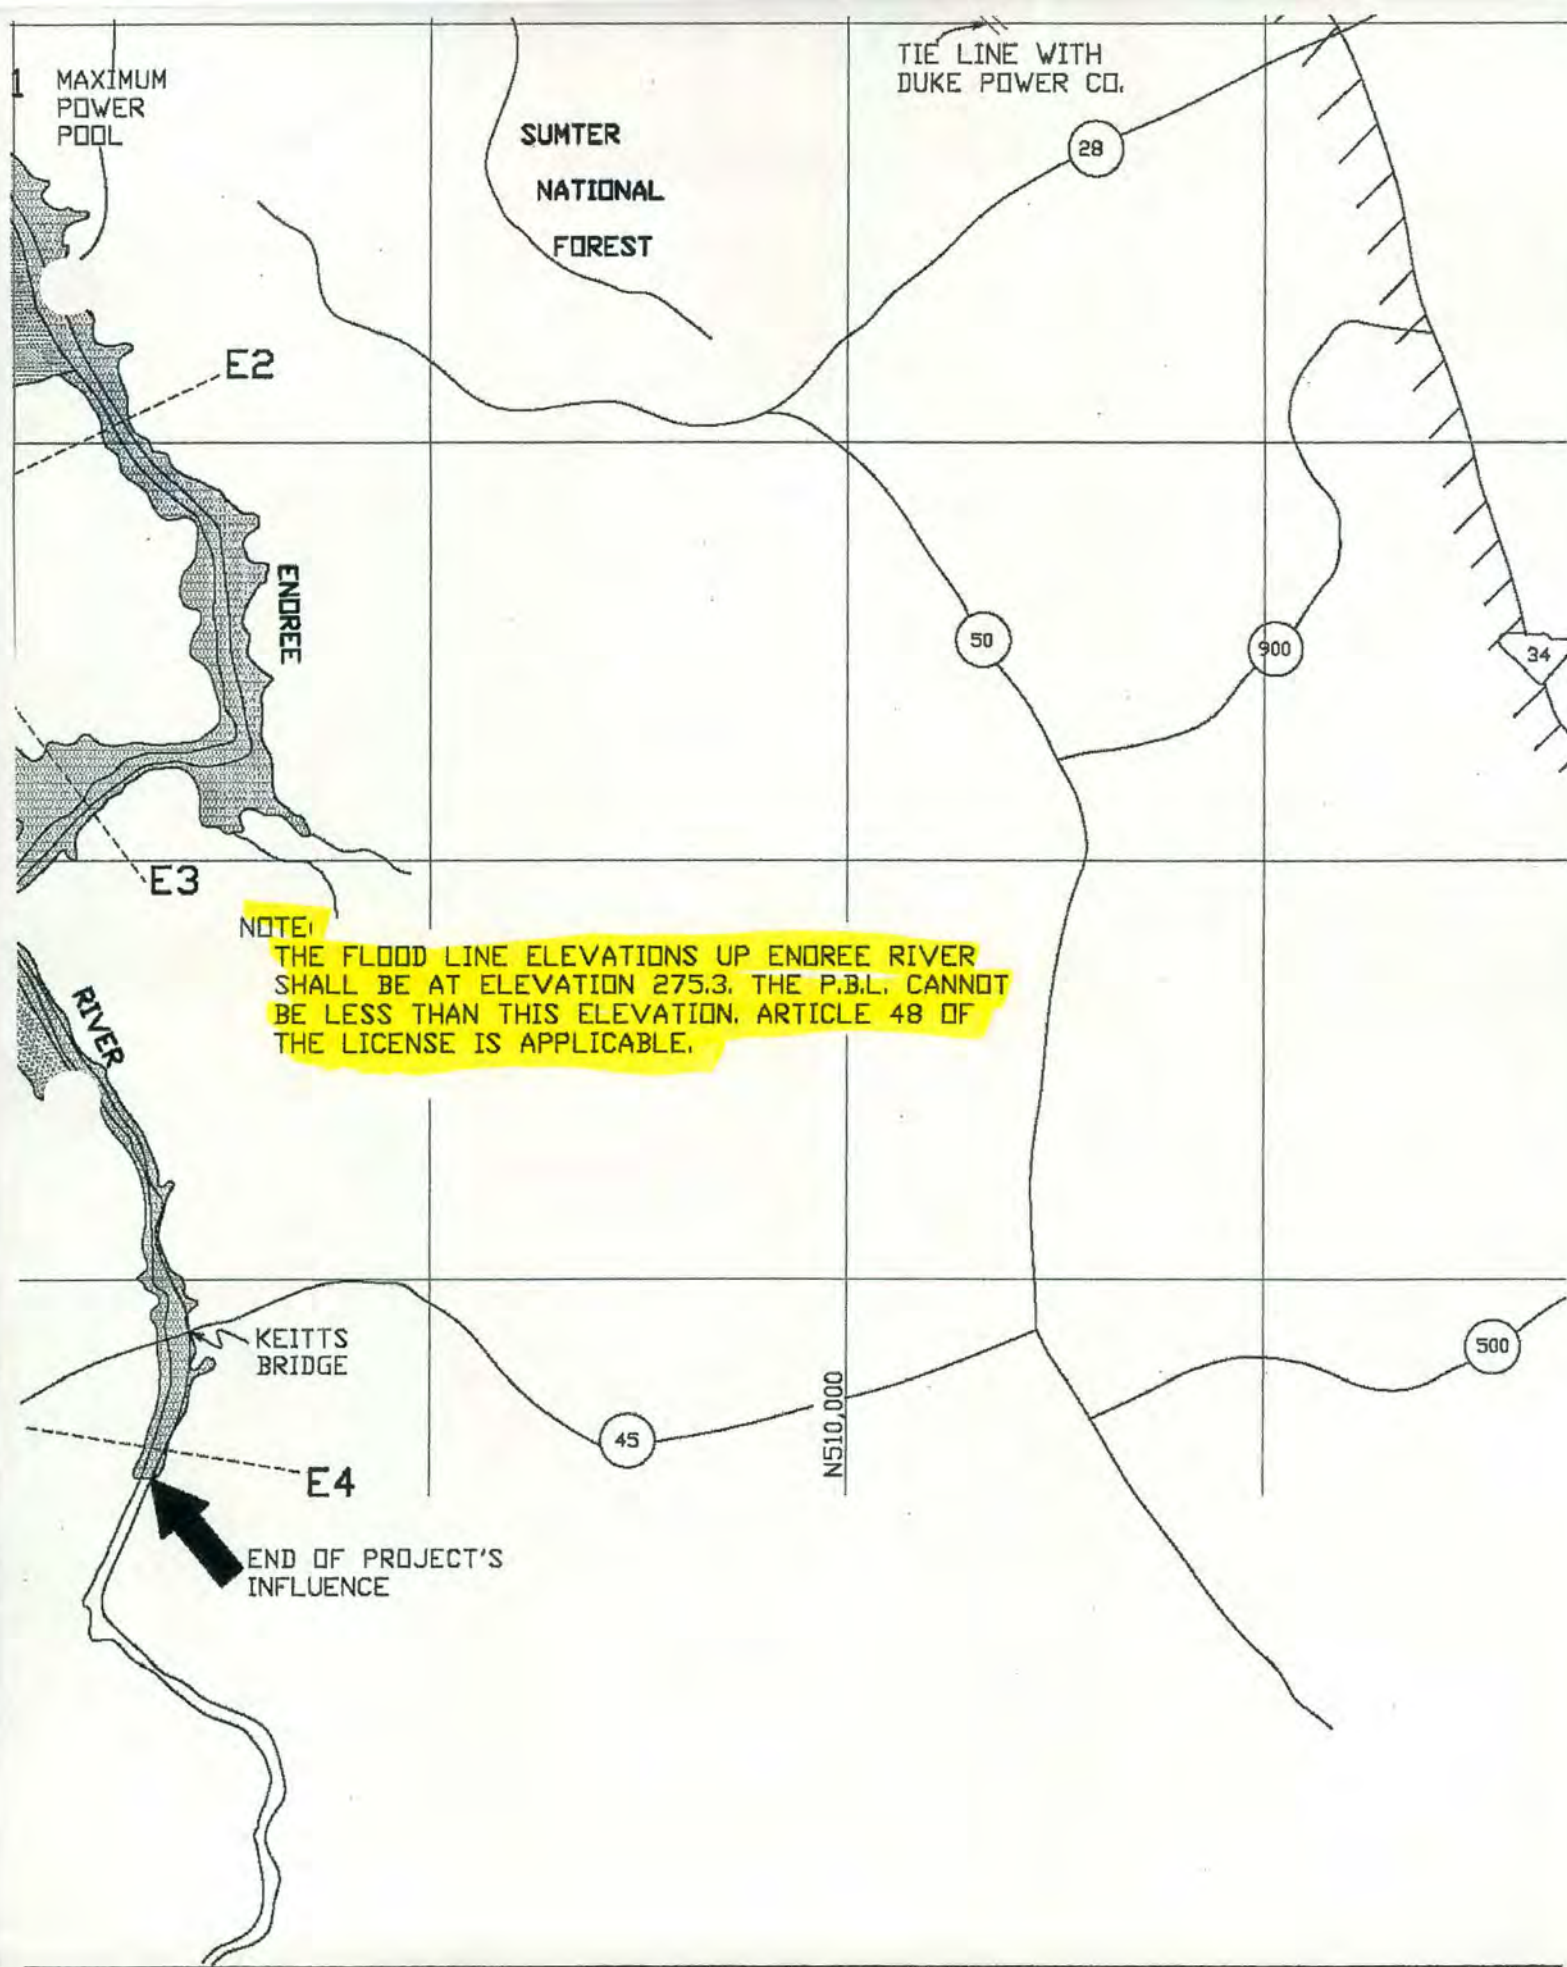 TIE LINE WITH
DUKE POWER CO.
1
MAXIMUM
POWER
POOL
SUMTER
NATIONAL
FOREST
28
E2
ENOREE
50
900
34
E3
NOTE:
THE FLOOD LINE ELEVATIONS UP ENOREE RIVER
SHALL BE AT ELEVATION 275.3. THE P.B.L. CANNOT
BE LESS THAN THIS ELEVATION. ARTICLE 48 OF
THE LICENSE IS APPLICABLE.
RIVER
KEITTS
BRIDGE
500
N510,000
45
E4
END OF PROJECT'S
INFLUENCE